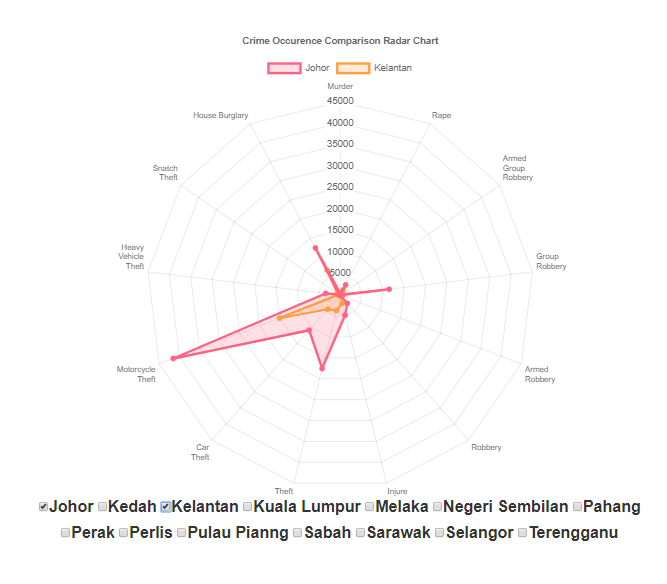 Crime Occurence Comparison Radar Chart
Johor Kelantan
Murder
45000
House Burglary
40000
Rape
35000
30000
Snatch
Theft
Armed
Group
Robbery
25000
20000
15000
Heavy
Vehicle
Theft
10000
Group
Robbery
5000
Motorcycle
Theft
Armed
Robbery
Car
Theft
Robbery
Theft
Injure
Johor Kedah Kelantan Kuala Lumpur Melaka Negeri Sembilan Pahang
Perak Perlis Pulau Pianng Sabah Sarawak Selangor Terengganu